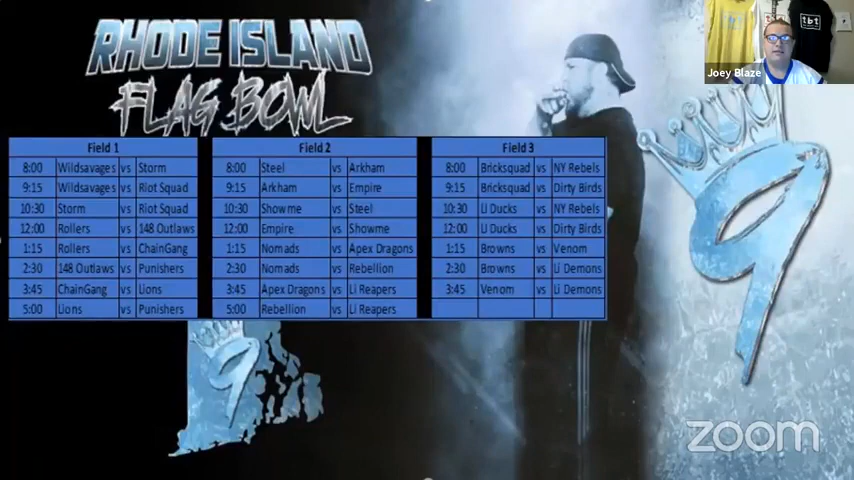 RHODE ISLAND
FLAG BOWL
Joey Blaze
tbt
Field 1
8:00 Wildsavages vs Storm
9:15 Wildsavages vs Riot Squad
10:30 Storm vs Riot Squad
12:00 Rollers vs 148 Outlaws
1:15 Rollers vs ChainGang
2:30 148 Outlaws vs Punishers
3:45 ChainGang vs Lions
5:00 Lions vs Punishers
Field 2
8:00 Steel vs Arkham
9:15 Arkham vs Empire
10:30 Showme vs Steel
12:00 Empire vs Showme
1:15 Nomads vs Apex Dragons
2:30 Nomads vs Rebellion
3:45 Apex Dragons vs Li Reapers
5:00 Rebellion vs Li Reapers
Field 3
8:00 Bricksquad vs NY Rebels
9:15 Bricksquad vs Dirty Birds
10:30 Li Ducks vs NY Rebels
12:00 Li Ducks vs Dirty Birds
1:15 Browns vs Venom
2:30 Browns vs Li Demons
3:45 Venom vs Li Demons
9
9
zoom